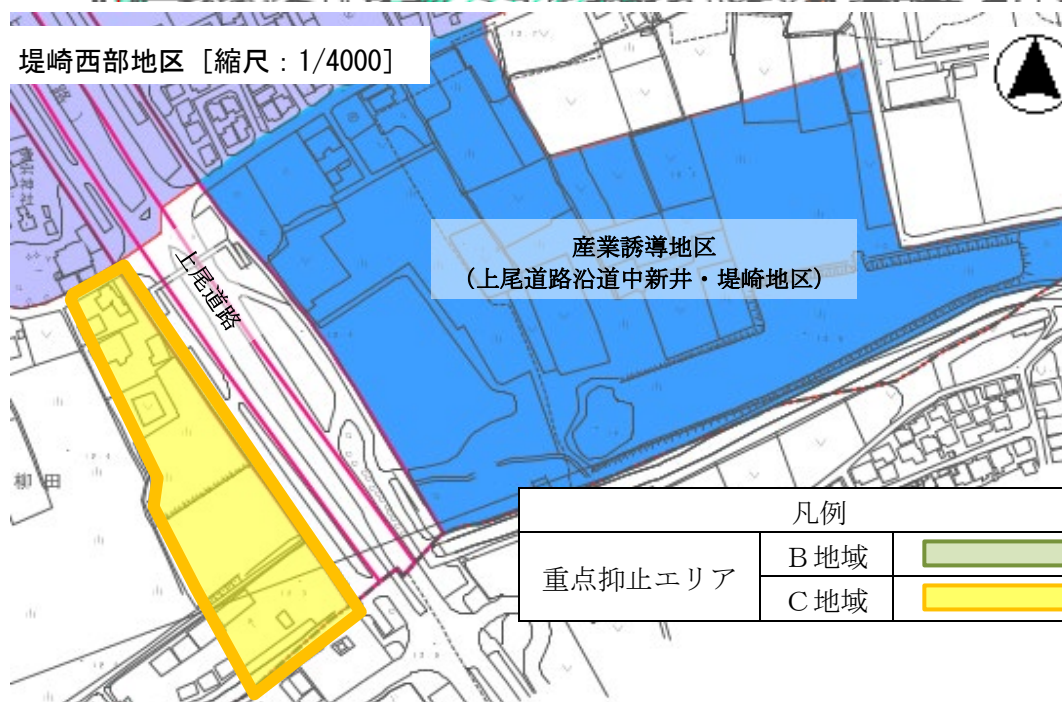 堤崎西部地区［縮尺：1/4000］
産業誘導地区
（上尾道路沿道中新井・堤崎地区）
上尾道路
柳田
凡例
重点抑止エリア
B地域
C地域